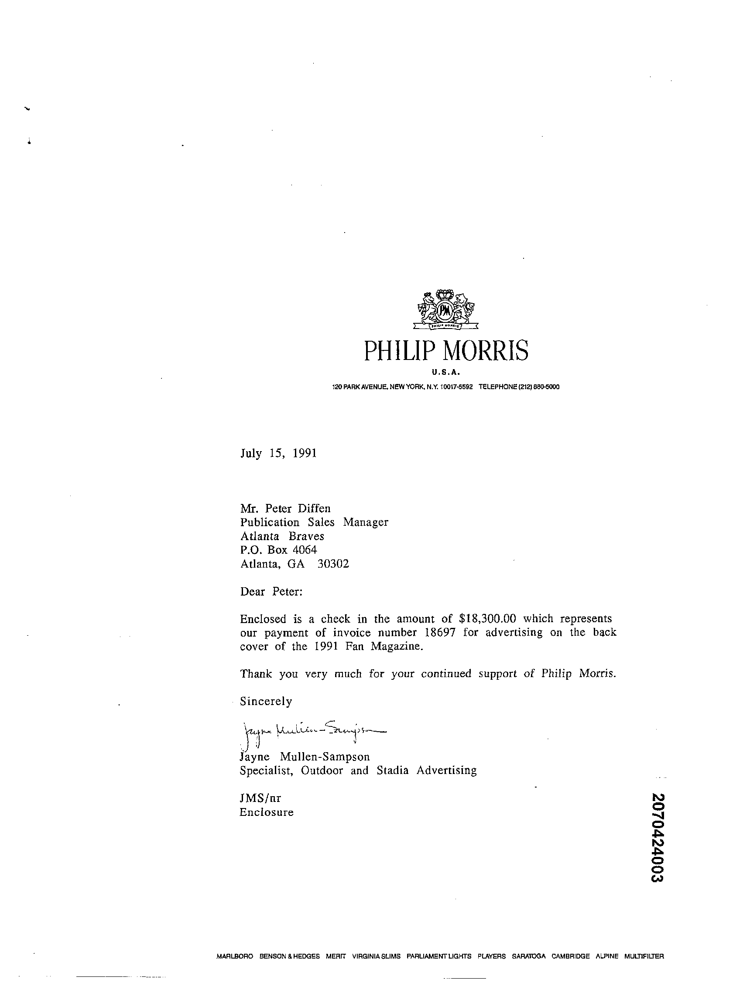 PM
PHILIP MORRIS
U.S.A.
120 PARK AVENUE, NEW YORK, N.Y. 10017-5592 TELEPHONE (212) 880-5000
July 15, 1991
Mr. Peter Diffen
Publication Sales Manager
Atlanta Braves
P.O. Box 4064
Atlanta, GA 30302
Dear Peter:
Enclosed is a check in the amount of $18,300.00 which represents
our payment of invoice number 18697 for advertising on the back
cover of the 1991 Fan Magazine.
Thank you very much for your continued support of Philip Morris.
Sincerely
Jayne Mullen-Sampson
Jayne Mullen-Sampson
Specialist, Outdoor and Stadia Advertising
JMS/nr
Enclosure
2070424003
MARLBORO BENSON & HEDGES MERIT VIRGINIA SLIMS PARLIAMENT LIGHTS PLAYERS SARATOGA CAMBRIDGE ALPINE MULTIFILTER